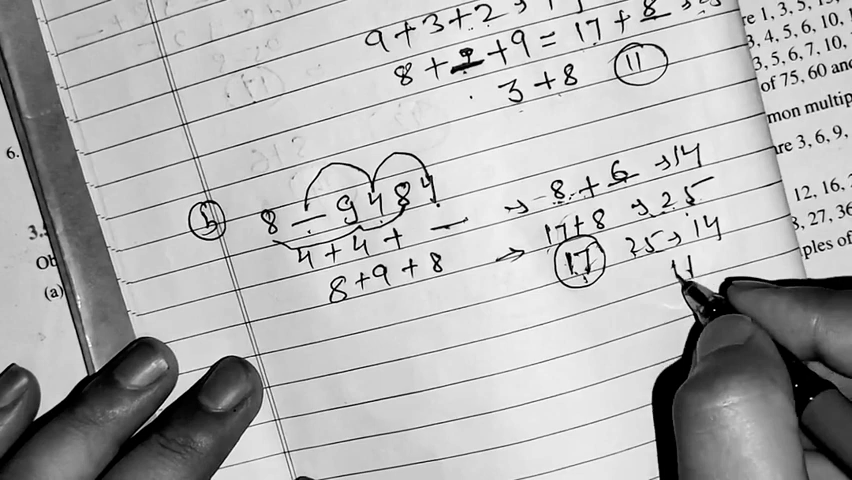 9 + 3 + 2 →
8 + 9 + 9 = 17 + 8 →
3 + 8 (11)
(b) 8 _ 9484 → 8 + 6 → 14
4 + 4 + _ 17 + 8 → 25
8 + 9 + 8 → (17) 25 → 14
11
6.
3.
Ob
(a)
re 1, 3, 5,
3, 4, 5, 6, 10,
3, 5, 6, 7, 10,
of 75, 60 and
mon multip
re 3, 6, 9,
12, 16,
3, 27, 36
ples of